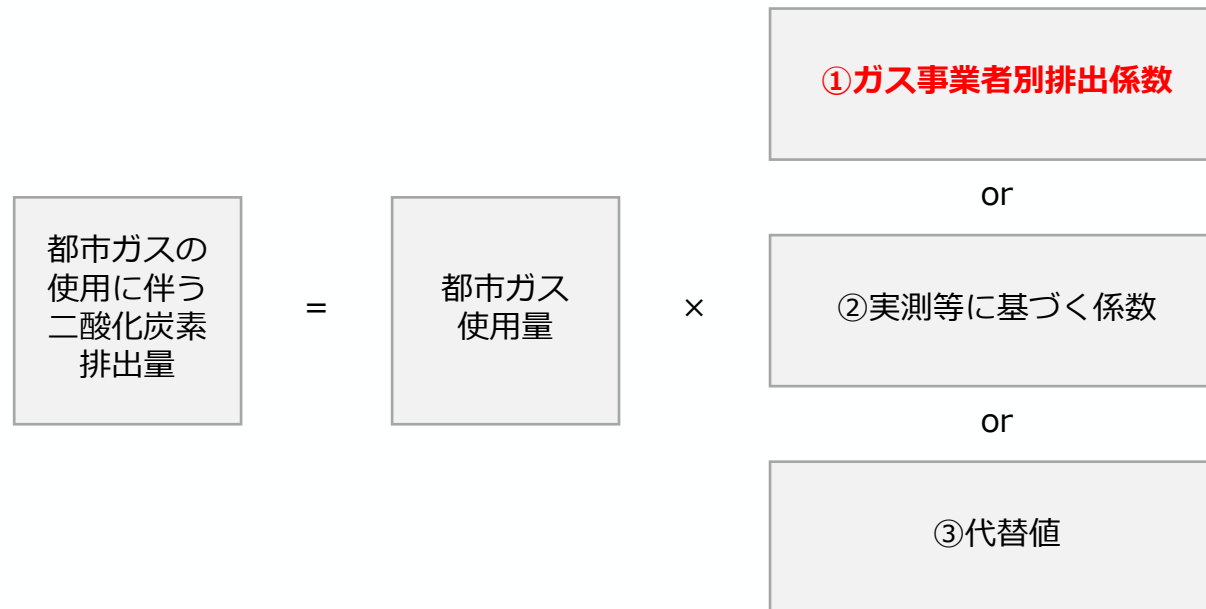 都市ガスの
使用に伴う
二酸化炭素
排出量
=
都市ガス
使用量
×
①ガス事業者別排出係数
or
②実測等に基づく係数
or
③代替値